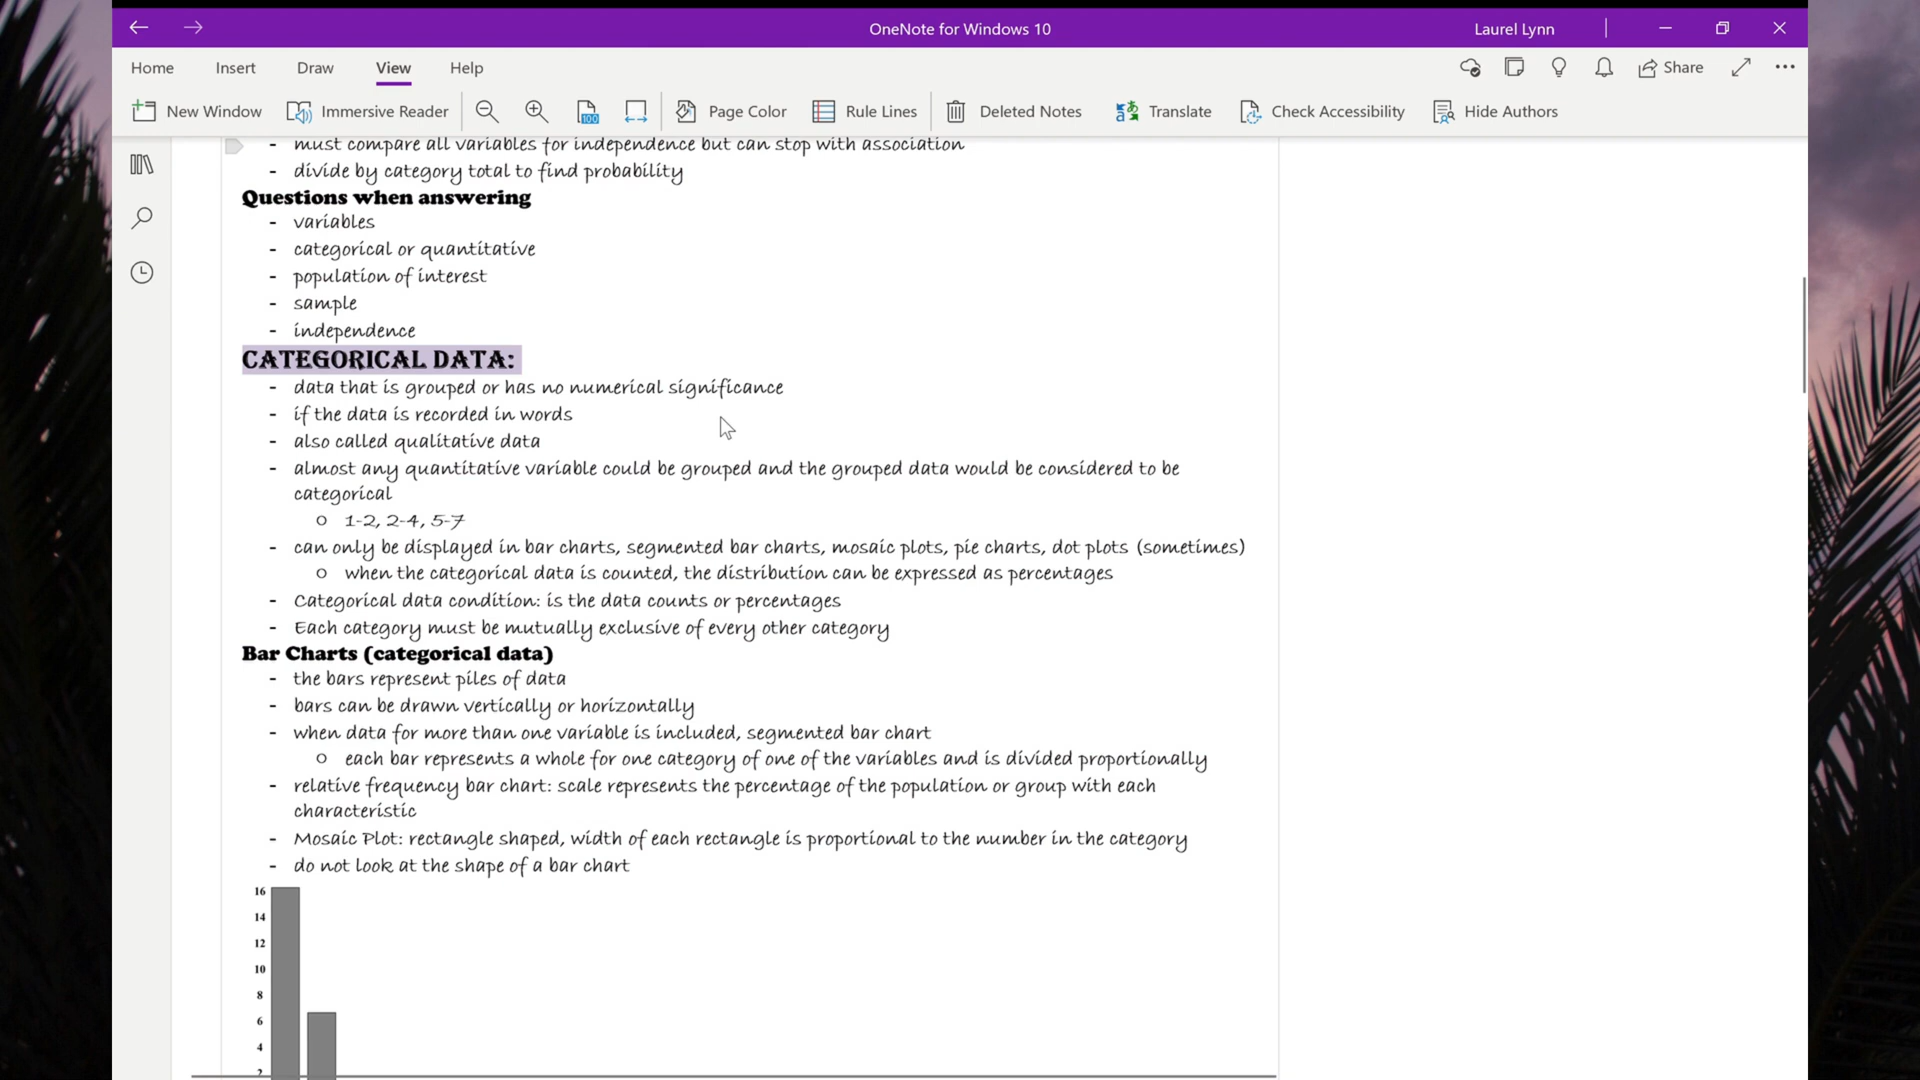 OneNote for Windows 10
Laurel Lynn
Home Insert Draw View Help
Share
New Window Immersive Reader 100 Page Color Rule Lines Deleted Notes Translate Check Accessibility Hide Authors
- must compare all variables for independence but can stop with association
- divide by category total to find probability
Questions when answering
- variables
- categorical or quantitative
- population of interest
- sample
- independence
CATEGORICAL DATA:
- data that is grouped or has no numerical significance
- if the data is recorded in words
- also called qualitative data
- almost any quantitative variable could be grouped and the grouped data would be considered to be
categorical
o 1-2, 2-4, 5-7
- can only be displayed in bar charts, segmented bar charts, mosaic plots, pie charts, dot plots (sometimes)
o when the categorical data is counted, the distribution can be expressed as percentages
- Categorical data condition: is the data counts or percentages
- Each category must be mutually exclusive of every other category
Bar Charts (categorical data)
- the bars represent piles of data
- bars can be drawn vertically or horizontally
- when data for more than one variable is included, segmented bar chart
o each bar represents a whole for one category of one of the variables and is divided proportionally
- relative frequency bar chart: scale represents the percentage of the population or group with each
characteristic
- Mosaic Plot: rectangle shaped, width of each rectangle is proportional to the number in the category
- do not look at the shape of a bar chart
16
14
12
10
8
6
4
2